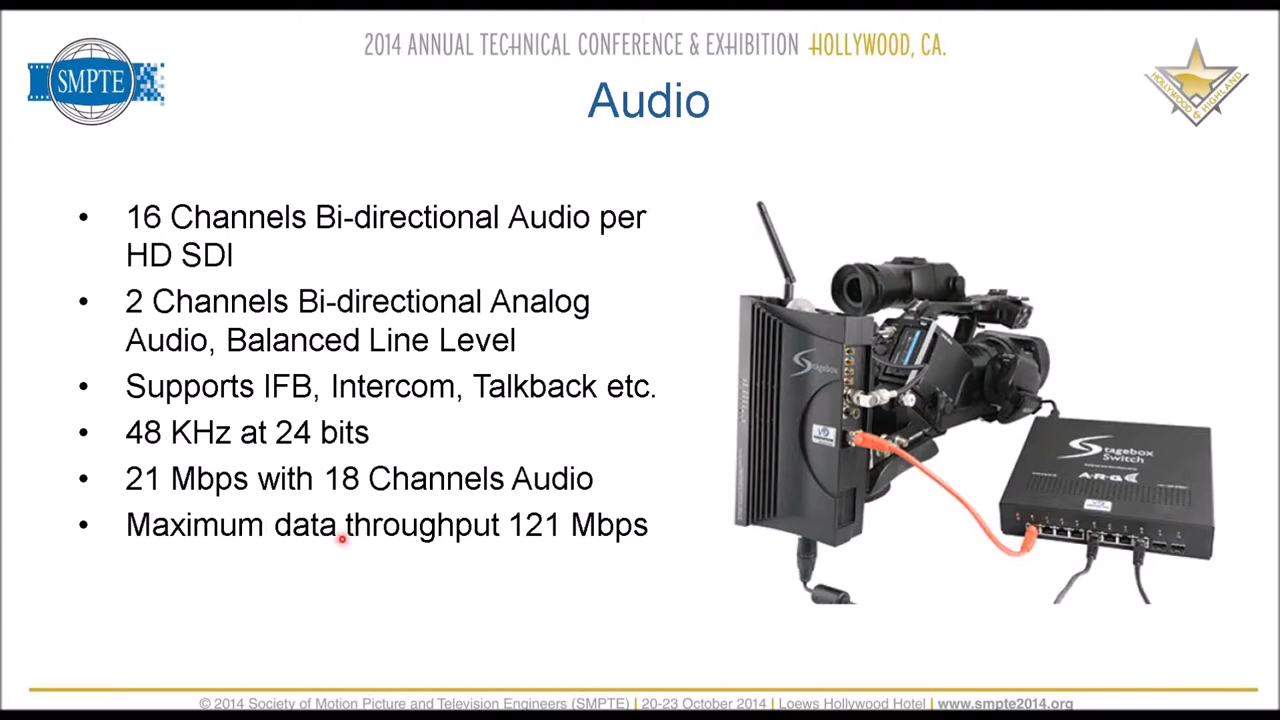 2014 ANNUAL TECHNICAL CONFERENCE & EXHIBITION HOLLYWOOD, CA.
SMPTE
HOLLYWOOD & HIGHLAND
Audio
• 16 Channels Bi-directional Audio per
HD SDI
• 2 Channels Bi-directional Analog
Audio, Balanced Line Level
• Supports IFB, Intercom, Talkback etc.
• 48 KHz at 24 bits
• 21 Mbps with 18 Channels Audio
• Maximum data throughput 121 Mbps
Stagebox
Stagebox
Switch
ARG
© 2014 Society of Motion Picture and Television Engineers (SMPTE) | 20-23 October 2014 | Loews Hollywood Hotel | www.smpte2014.org